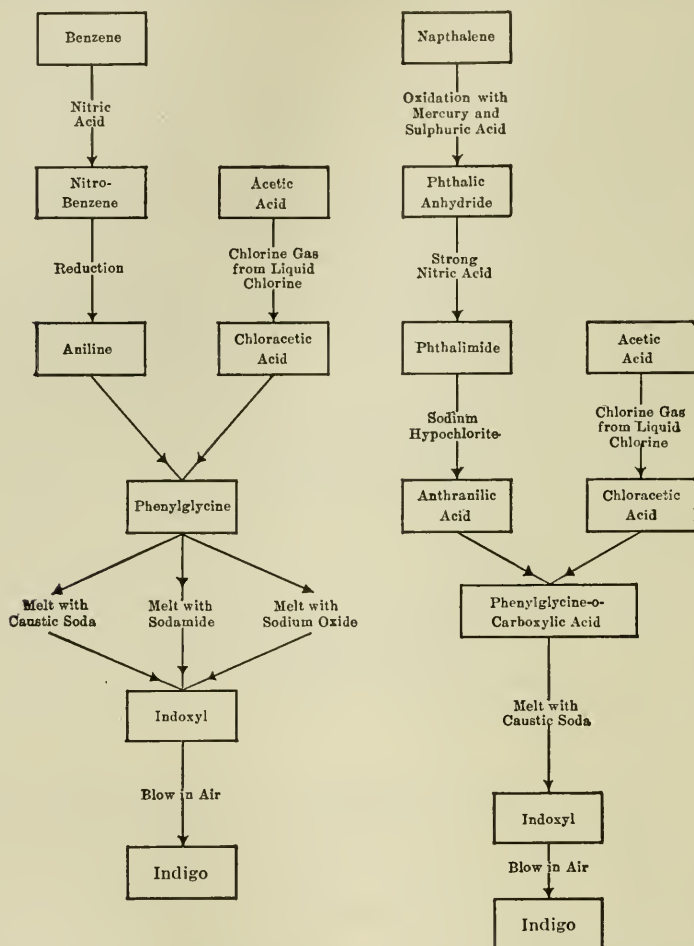 Benzene
Nitric
Acid
Nitro-
Benzene
Reduction
Aniline
Acetic
Acid
Chlorine Gas
from Liquid
Chlorine
Chloracetic
Acid
Phenylglycine
Melt with
Caustic Soda
Melt with
Sodamide
Melt with
Sodium Oxide
Indoxyl
Blow in Air
Indigo
Napthalene
Oxidation with
Mercury and
Sulphuric Acid
Phthalic
Anhydride
Strong
Nitric Acid
Phthalimide
Sodium
Hypochlorite
Anthranilic
Acid
Acetic
Acid
Chlorine Gas
from Liquid
Chlorine
Chloracetic
Acid
Phenylglycine-o-
Carboxylic Acid
Melt with
Caustic Soda
Indoxyl
Blow in Air
Indigo